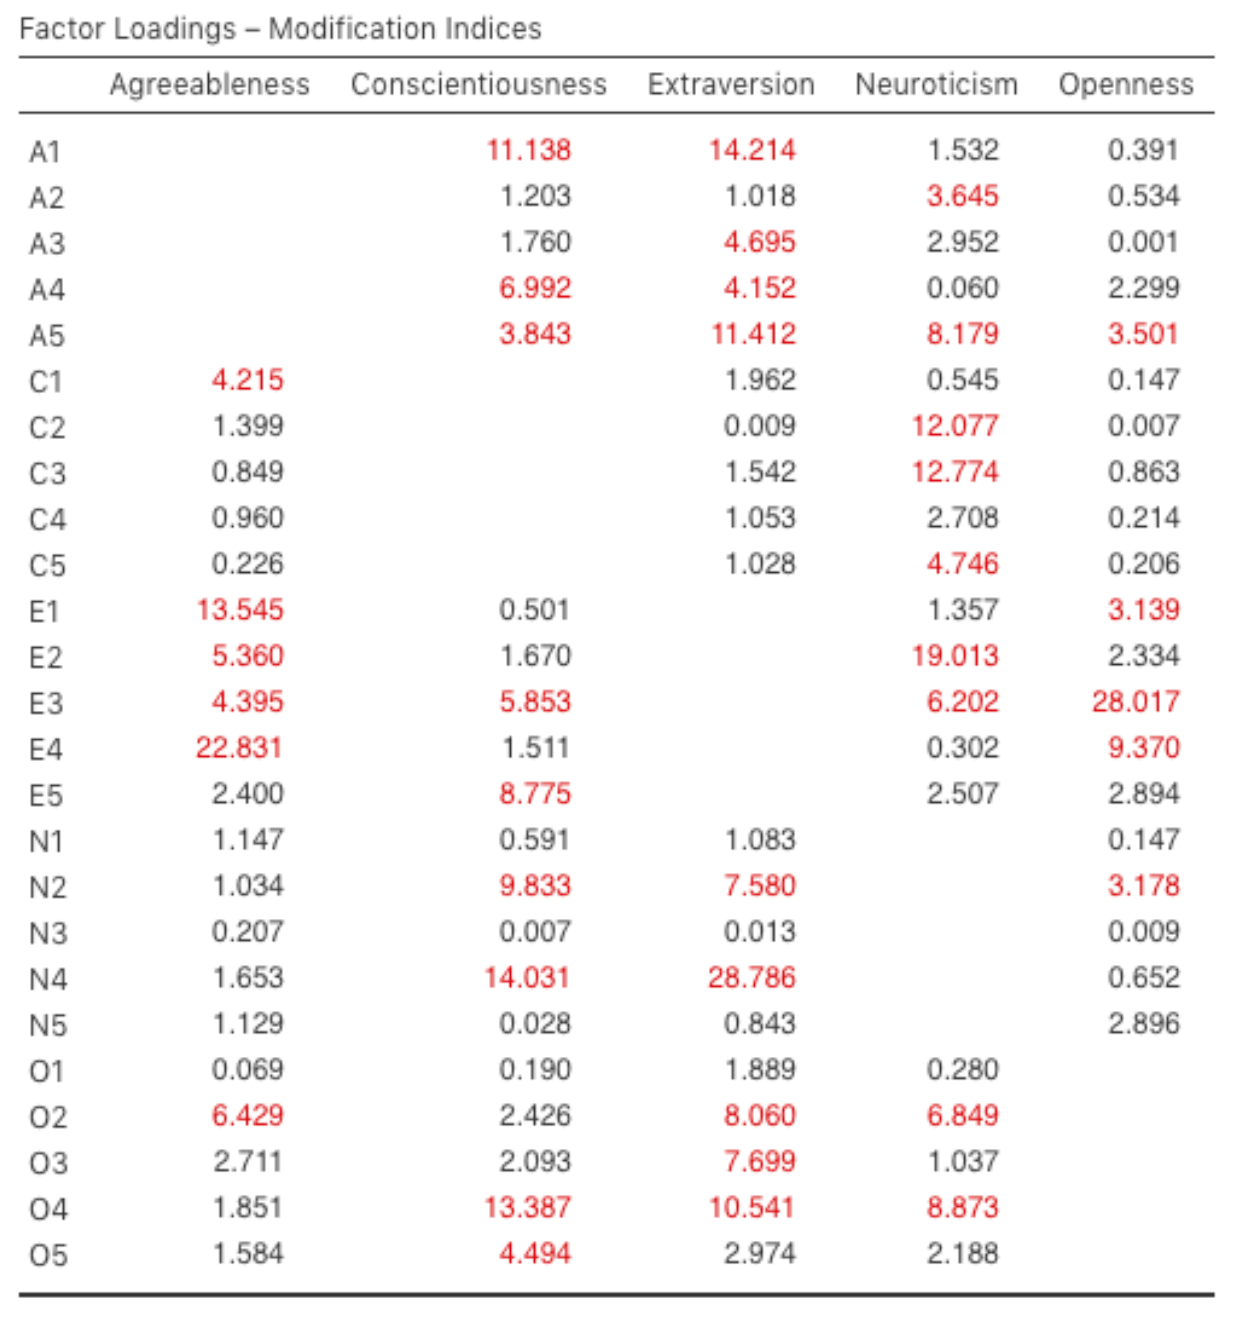 Factor Loadings – Modification Indices
Agreeableness Conscientiousness Extraversion Neuroticism Openness
A1 11.138 14.214 1.532 0.391
A2 1.203 1.018 3.645 0.534
A3 1.760 4.695 2.952 0.001
A4 6.992 4.152 0.060 2.299
A5 3.843 11.412 8.179 3.501
C1 4.215 1.962 0.545 0.147
C2 1.399 0.009 12.077 0.007
C3 0.849 1.542 12.774 0.863
C4 0.960 1.053 2.708 0.214
C5 0.226 1.028 4.746 0.206
E1 13.545 0.501 1.357 3.139
E2 5.360 1.670 19.013 2.334
E3 4.395 5.853 6.202 28.017
E4 22.831 1.511 0.302 9.370
E5 2.400 8.775 2.507 2.894
N1 1.147 0.591 1.083 0.147
N2 1.034 9.833 7.580 3.178
N3 0.207 0.007 0.013 0.009
N4 1.653 14.031 28.786 0.652
N5 1.129 0.028 0.843 2.896
O1 0.069 0.190 1.889 0.280
O2 6.429 2.426 8.060 6.849
O3 2.711 2.093 7.699 1.037
O4 1.851 13.387 10.541 8.873
O5 1.584 4.494 2.974 2.188